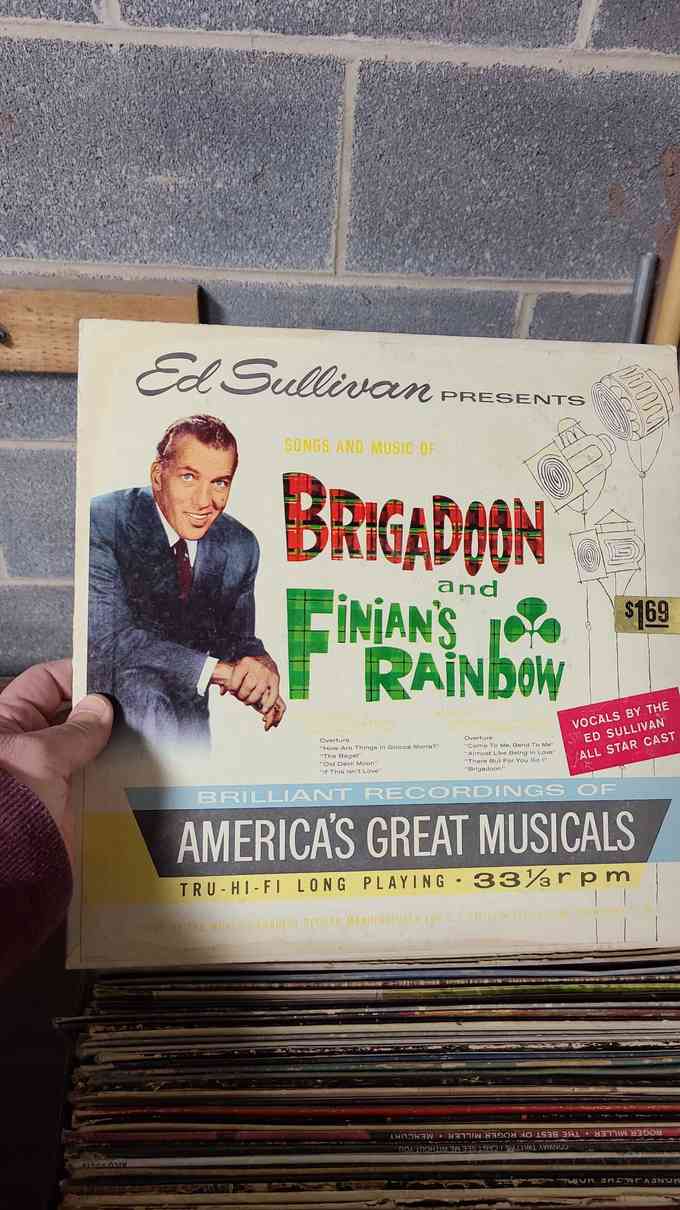 Ed Sullivan PRESENTS
SONGS AND MUSIC OF
BRIGADOON
and
FINIAN'S
RAINBOW
$1.69
VOCALS BY THE
ED SULLIVAN
ALL STAR CAST
Overture
"How Are Things in Glocca Morra?"
"The Begat"
"Old Devil Moon"
"If This Isn't Love"
Overture
"Come To Me, Bend To Me"
"Almost Like Being in Love"
"There But For You Go I"
"Brigadoon"
BRILLIANT RECORDINGS OF
AMERICA'S GREAT MUSICALS
TRU-HI-FI LONG PLAYING • 33⅓ rpm
ROGER MILLER • THE BEST OF ROGER MILLER • MERCURY